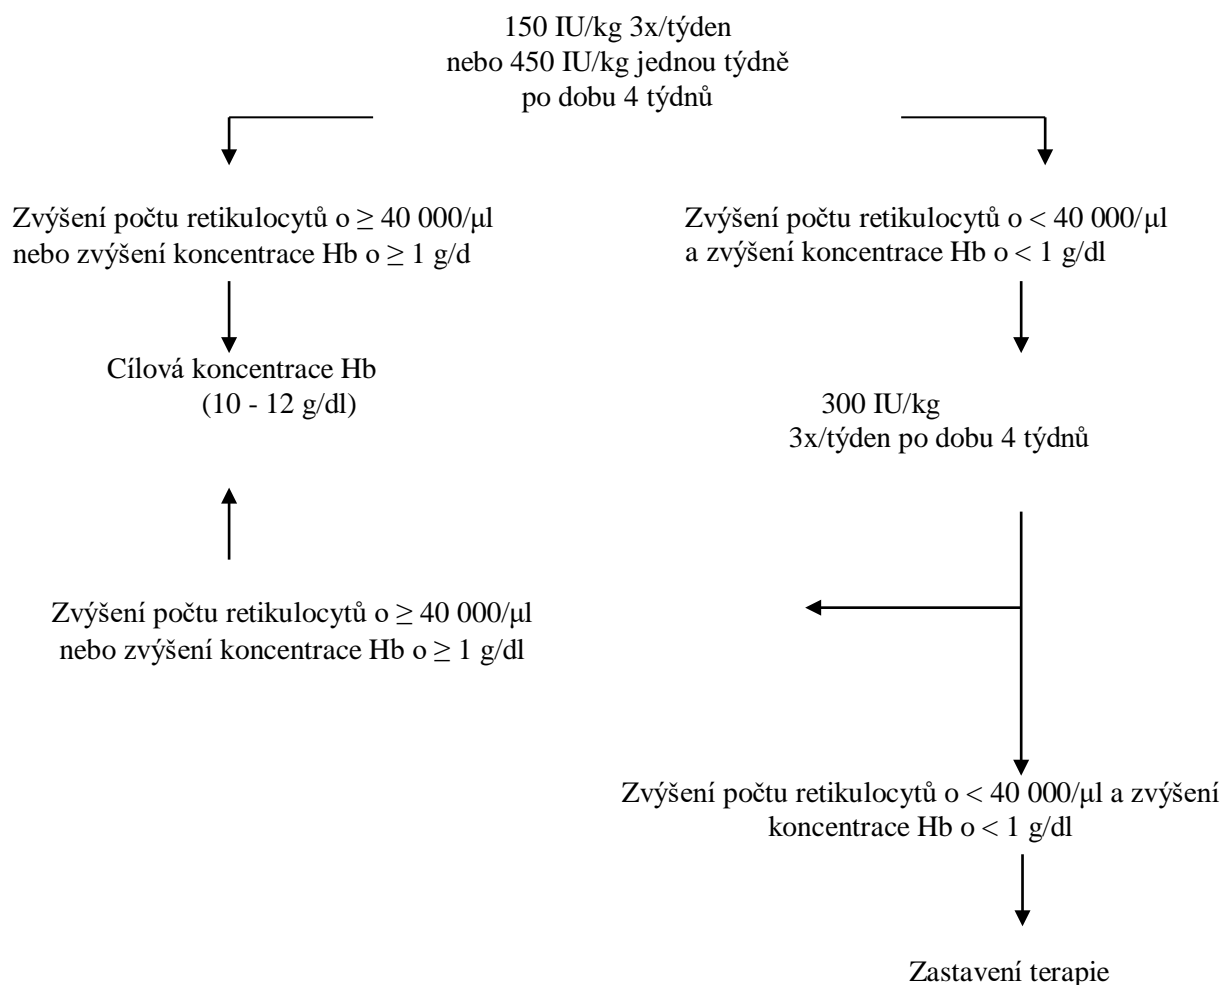 150 IU/kg 3x/týden
nebo 450 IU/kg jednou týdně
po dobu 4 týdnů
Zvýšení počtu retikulocytů o ≥ 40 000/μl
nebo zvýšení koncentrace Hb o ≥ 1 g/d
Zvýšení počtu retikulocytů o < 40 000/μl
a zvýšení koncentrace Hb o < 1 g/dl
Cílová koncentrace Hb
(10 - 12 g/dl)
300 IU/kg
3x/týden po dobu 4 týdnů
Zvýšení počtu retikulocytů o ≥ 40 000/μl
nebo zvýšení koncentrace Hb o ≥ 1 g/dl
Zvýšení počtu retikulocytů o < 40 000/μl a zvýšení
koncentrace Hb o < 1 g/dl
Zastavení terapie